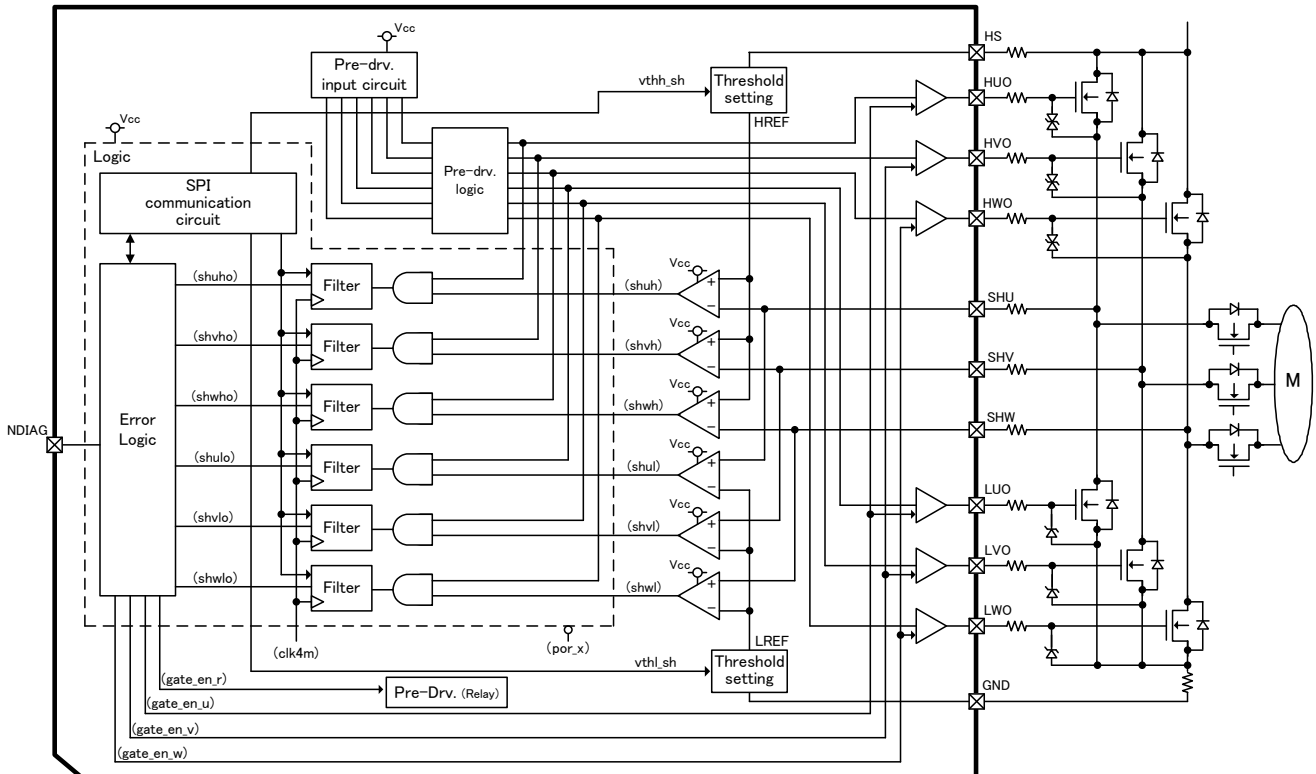 HS
Vcc
Pre-drv.
input circuit
vthh_sh
Threshold
setting
HUO
HREF
Vcc
Logic
Pre-drv.
logic
HVO
SPI
communication
circuit
HWO
(shuho)
Filter
(shuh)
Vcc
+
−
SHU
(shvho)
Filter
(shvh)
Vcc
+
−
SHV
(shwho)
Filter
(shwh)
Vcc
+
−
SHW
M
NDIAG
Error
Logic
(shulo)
Filter
(shul)
Vcc
+
−
LUO
(shvlo)
Filter
(shvl)
Vcc
+
−
LVO
(shwlo)
Filter
(shwl)
Vcc
+
−
LWO
(clk4m)
(por_x)
LREF
vthl_sh
Threshold
setting
GND
(gate_en_r)
Pre-Drv. (Relay)
(gate_en_u)
(gate_en_v)
(gate_en_w)